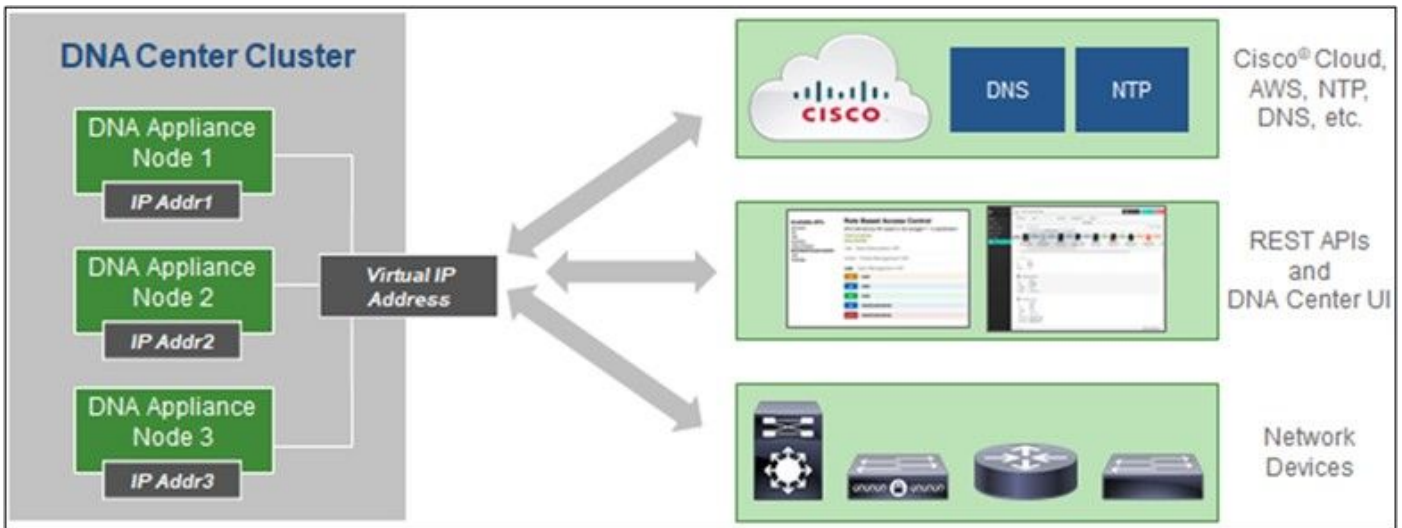 DNA Center Cluster
DNA Appliance
Node 1
IP Addr1
DNA Appliance
Node 2
IP Addr2
DNA Appliance
Node 3
IP Addr3
Virtual IP
Address
CISCO
DNS
NTP
Cisco® Cloud,
AWS, NTP,
DNS, etc.
Role Based Access Control
REST APIs
and
DNA Center UI
Network
Devices